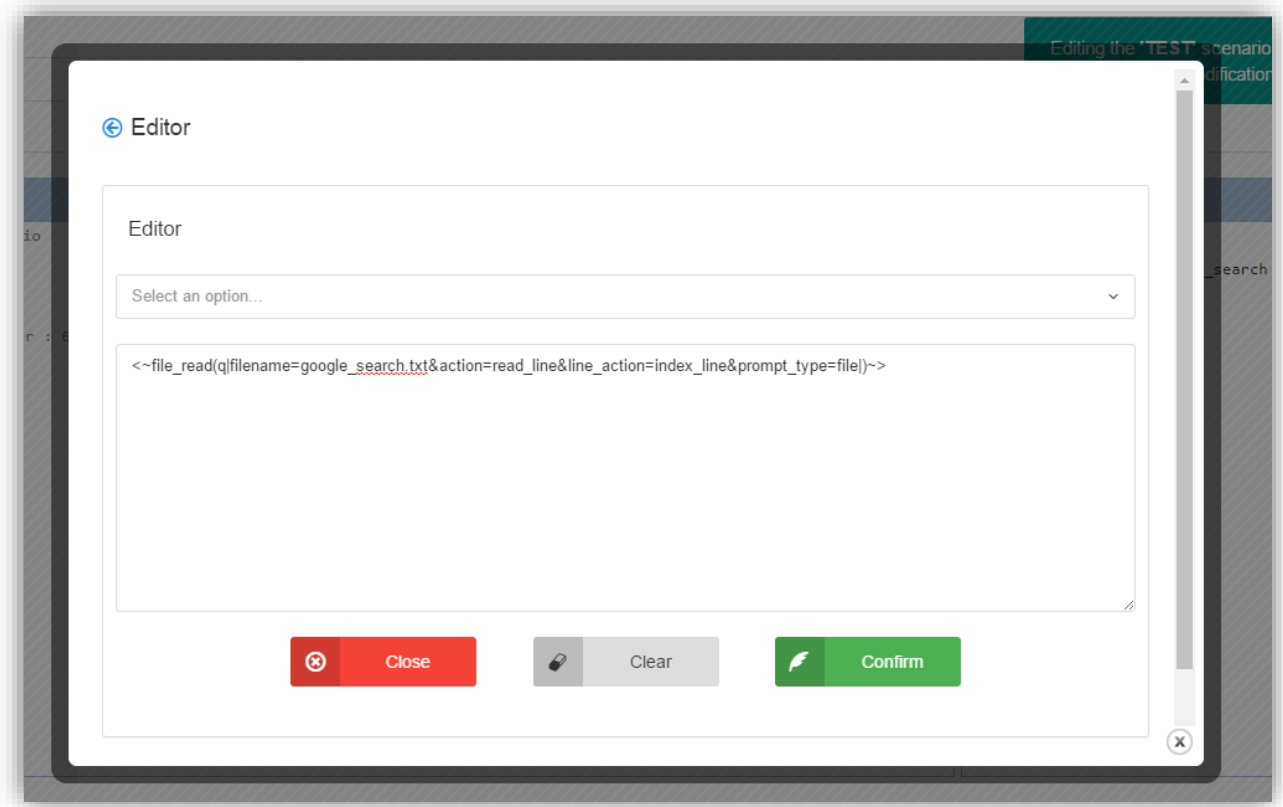 Editing the 'TEST' scenario
dification
Editor
Editor
io
_search
Select an option...
r : 6
<~file_read(q|filename=google_search.txt&action=read_line&line_action=index_line&prompt_type=file|)~>
Close
Clear
Confirm
x